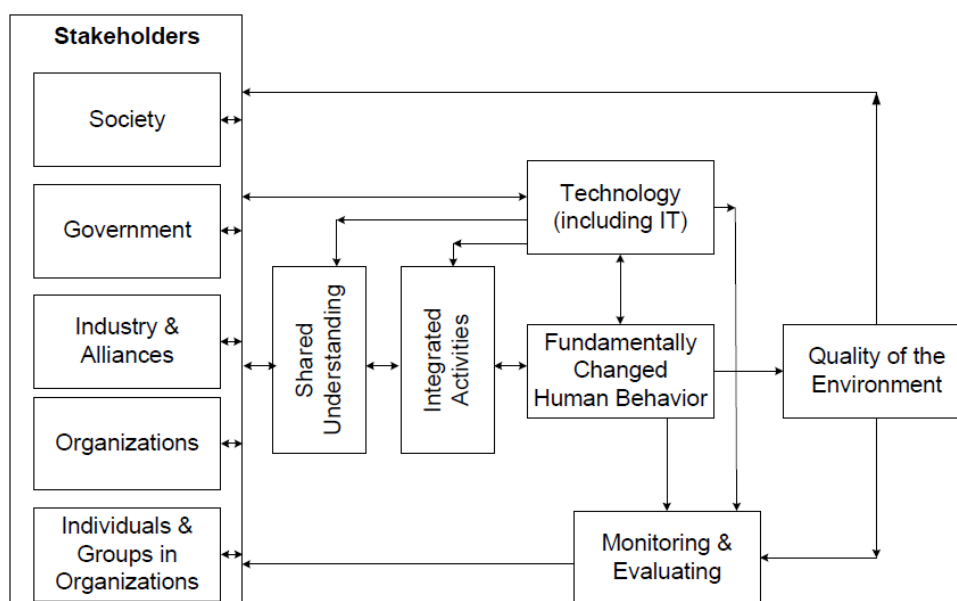 Stakeholders
Society
Government
Industry &
Alliances
Organizations
Individuals &
Groups in
Organizations
Shared
Understanding
Integrated
Activities
Technology
(including IT)
Fundamentally
Changed
Human Behavior
Quality of the
Environment
Monitoring &
Evaluating